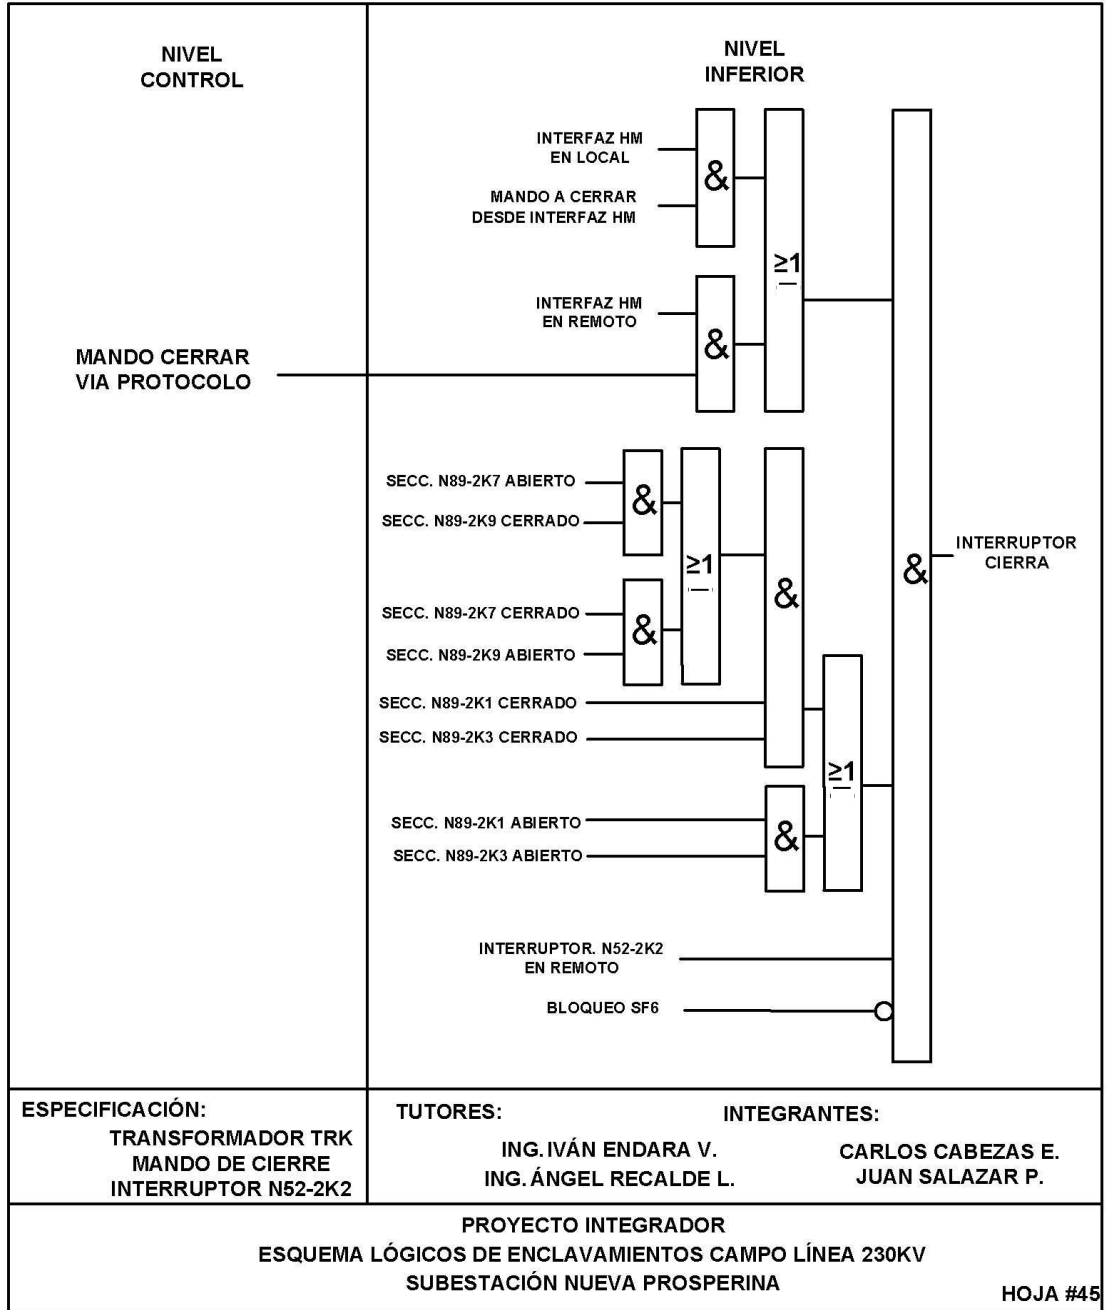 NIVEL
CONTROL
NIVEL
INFERIOR
INTERFAZ HM
EN LOCAL
&
MANDO A CERRAR
DESDE INTERFAZ HM
≥1
INTERFAZ HM
EN REMOTO
&
MANDO CERRAR
VIA PROTOCOLO
SECC. N89-2K7 ABIERTO
&
SECC. N89-2K9 CERRADO
≥1
SECC. N89-2K7 CERRADO
&
SECC. N89-2K9 ABIERTO
&
SECC. N89-2K1 CERRADO
SECC. N89-2K3 CERRADO
≥1
SECC. N89-2K1 ABIERTO
&
SECC. N89-2K3 ABIERTO
&
INTERRUPTOR
CIERRA
INTERRUPTOR. N52-2K2
EN REMOTO
BLOQUEO SF6
ESPECIFICACIÓN:
TRANSFORMADOR TRK
MANDO DE CIERRE
INTERRUPTOR N52-2K2
TUTORES:
ING. IVÁN ENDARA V.
ING. ÁNGEL RECALDE L.
INTEGRANTES:
CARLOS CABEZAS E.
JUAN SALAZAR P.
PROYECTO INTEGRADOR
ESQUEMA LÓGICOS DE ENCLAVAMIENTOS CAMPO LÍNEA 230KV
SUBESTACIÓN NUEVA PROSPERINA
HOJA #45